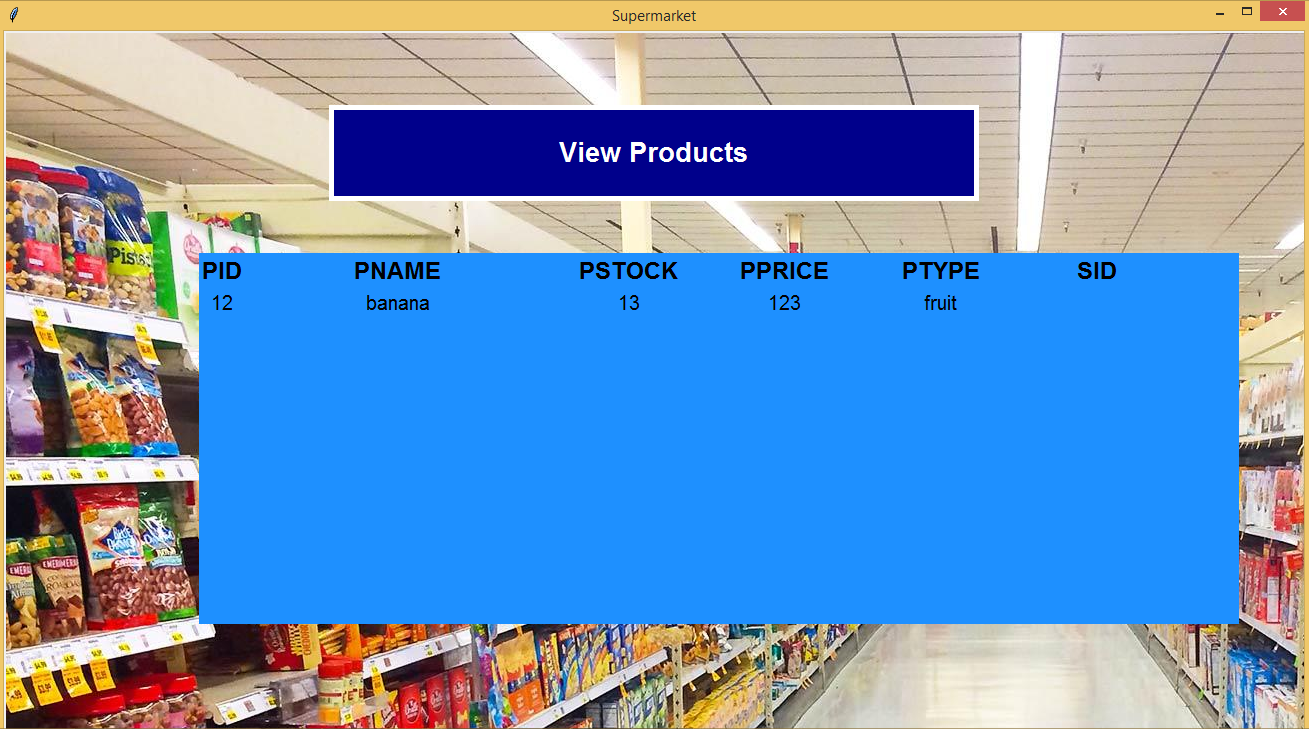 Supermarket
View Products
PID PNAME PSTOCK PPRICE PTYPE SID
12 banana 13 123 fruit